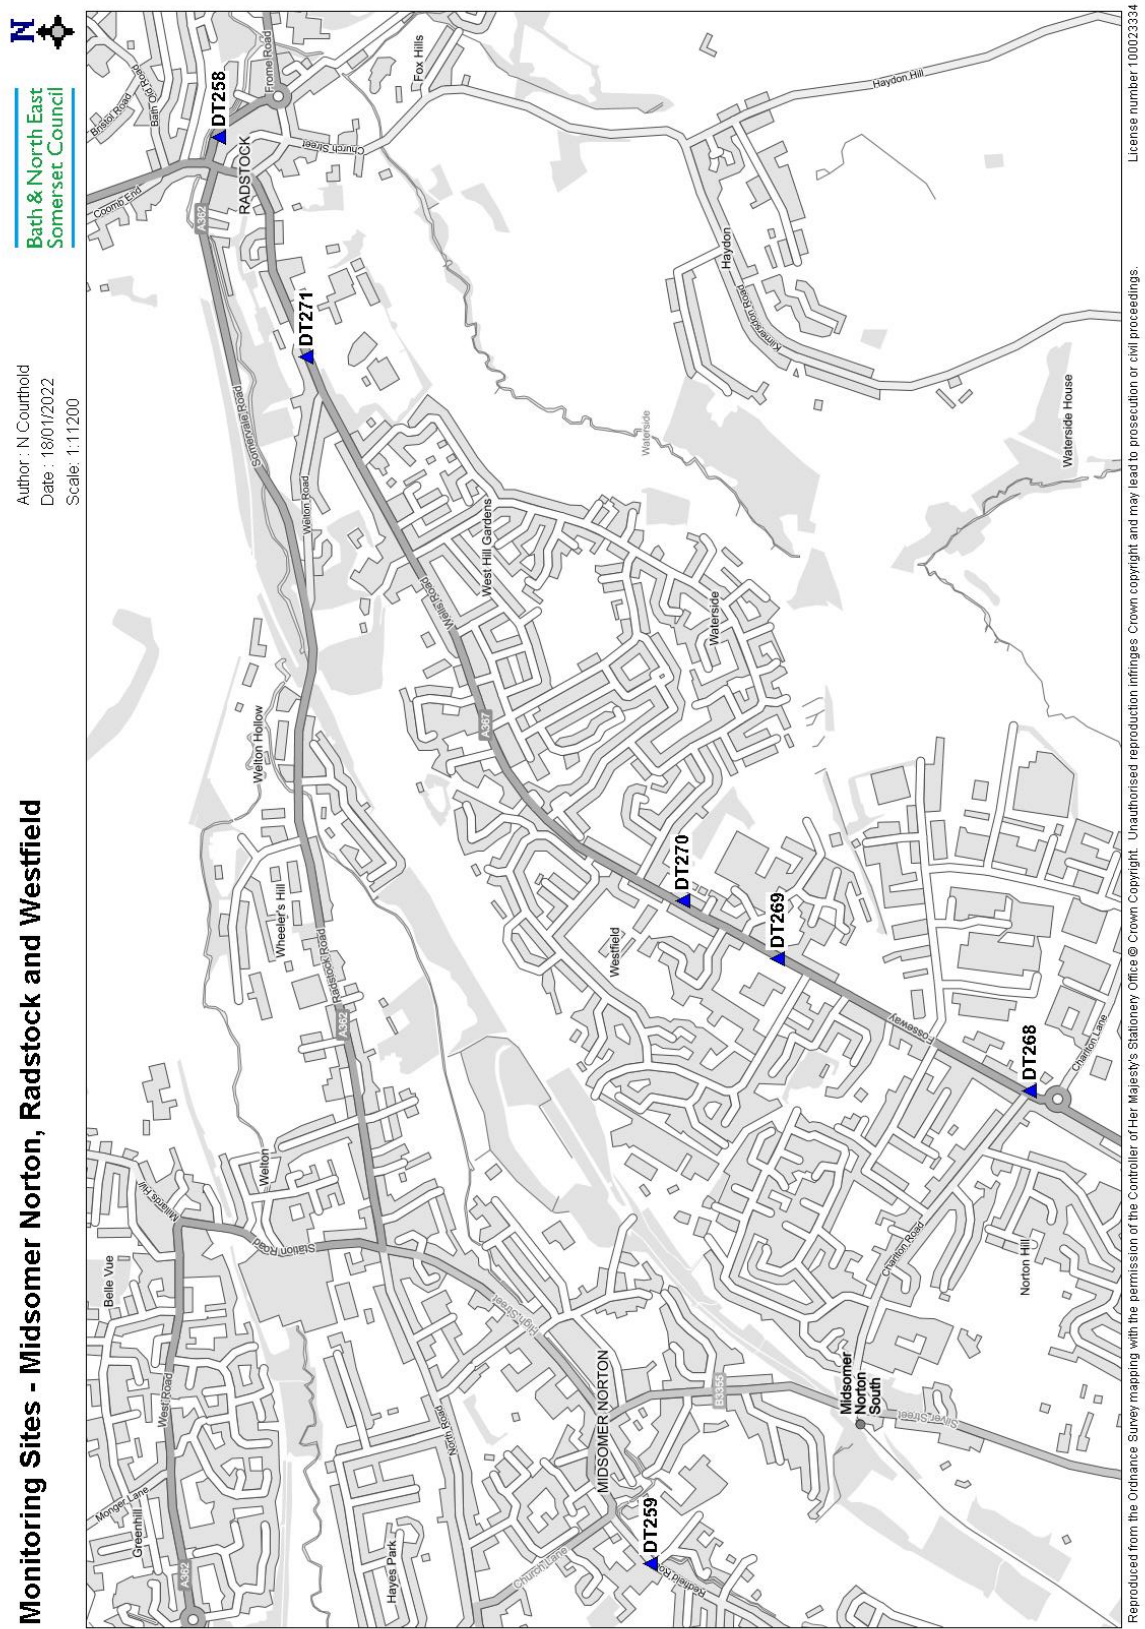 Monitoring Sites - Midsomer Norton, Radstock and Westfield
Author : N Courthold
Date : 18/01/2022
Scale: 1:11200
Bath & North East
Somerset Council
N
Belle Vue
Millards Hill
West Road
Monger Lane
Greenhill
A362
Station Road
Welton
Hayes Park
North Road
High Street
Church Lane
MIDSOMER NORTON
DT259
Redfield Ro
B3355
Midsomer
Norton
South
Silver Street
Charlton Road
Norton Hill
A362
Radstock Road
Wheeler's Hill
Welton Hollow
Westfield
DT270
DT269
Fosseway
DT268
Charlton Lane
A367
Wells Road
West Hill Gardens
Waterside
Waterside
Waterside House
Welton Road
Somervale Road
DT271
A362
Coomb End
Bristol Road
Bath Old Road
RADSTOCK
DT258
Frome Road
Church Street
Fox Hills
Haydon
Kilmersdon Road
Haydon Hill
Reproduced from the Ordnance Survey mapping with the permission of the Controller of Her Majesty's Stationery Office © Crown Copyright. Unauthorised reproduction infringes Crown copyright and may lead to prosecution or civil proceedings. License number 100023334